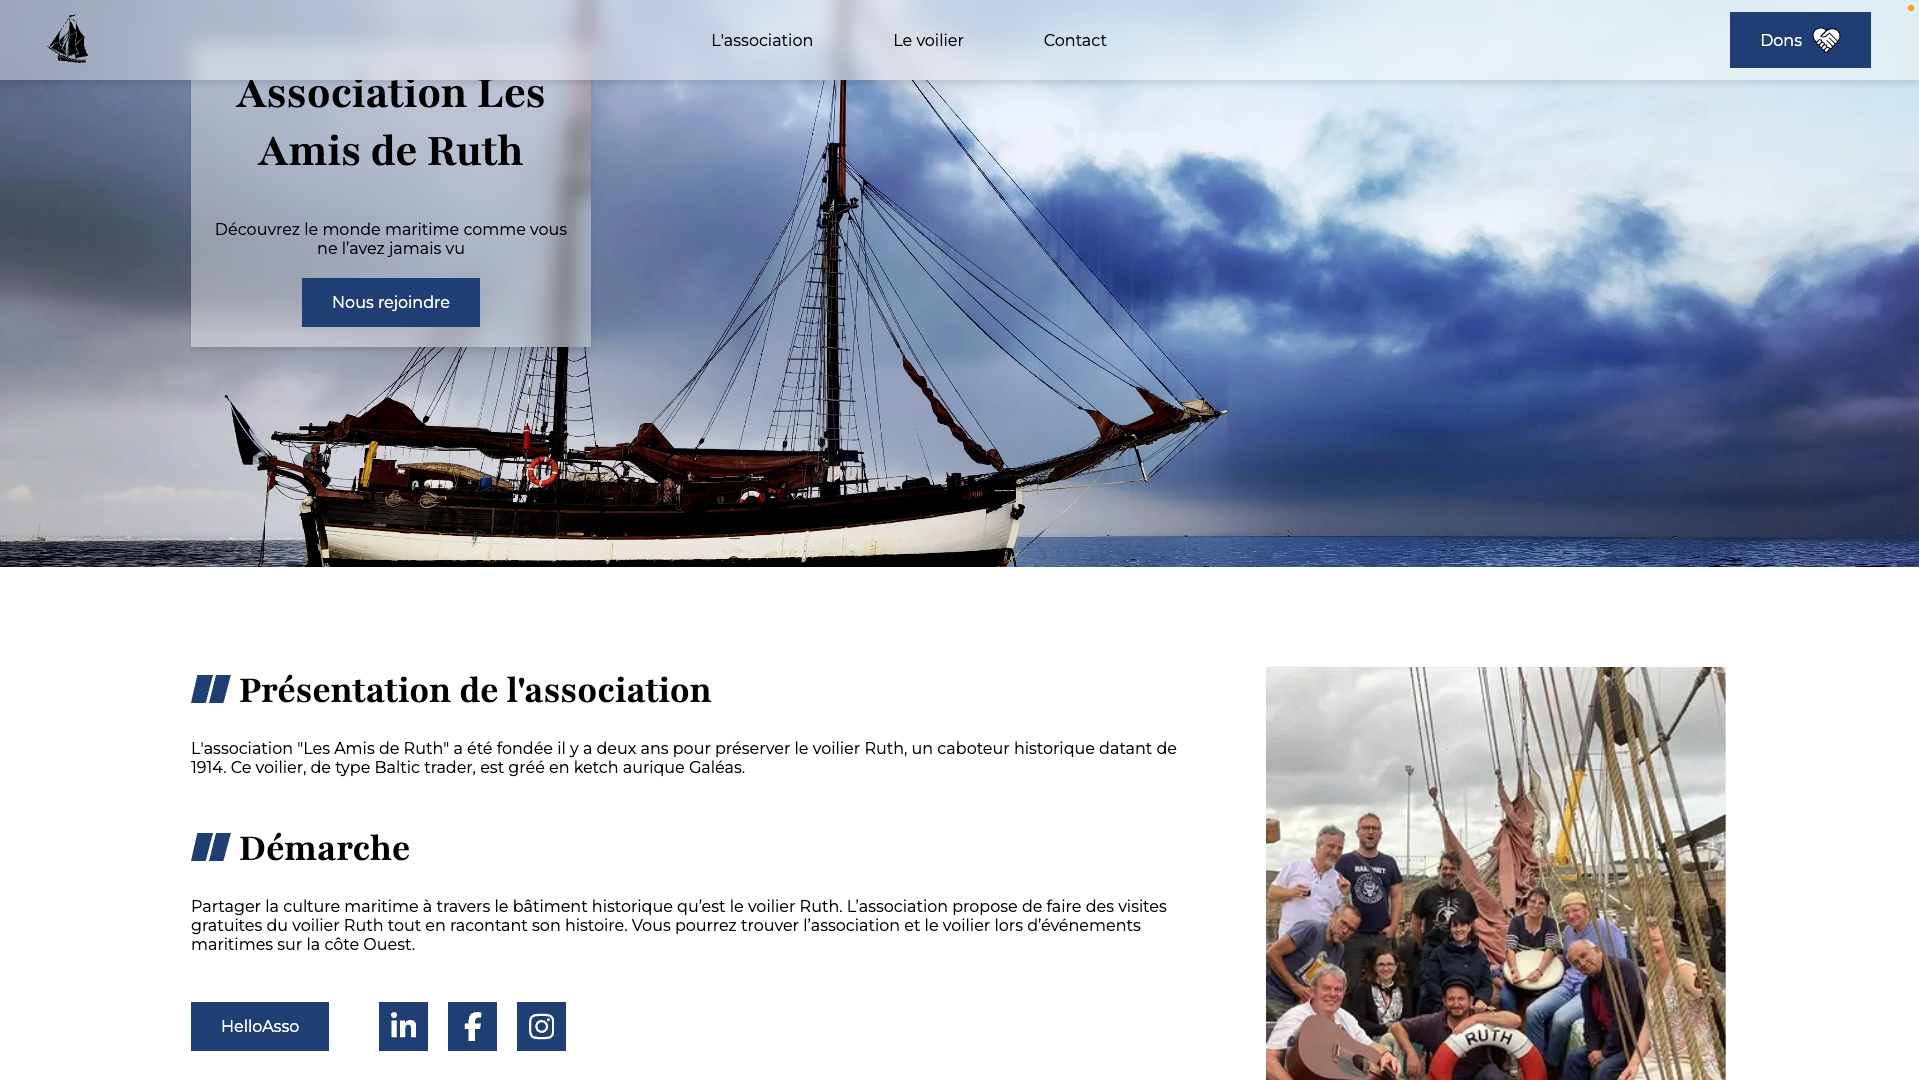 L'association
Le voilier
Contact
Dons
Association Les
Amis de Ruth
Découvrez le monde maritime comme vous
ne l’avez jamais vu
Nous rejoindre
Présentation de l'association
L'association "Les Amis de Ruth" a été fondée il y a deux ans pour préserver le voilier Ruth, un caboteur historique datant de
1914. Ce voilier, de type Baltic trader, est gréé en ketch aurique Galéas.
Démarche
Partager la culture maritime à travers le bâtiment historique qu’est le voilier Ruth. L’association propose de faire des visites
gratuites du voilier Ruth tout en racontant son histoire. Vous pourrez trouver l’association et le voilier lors d’événements
maritimes sur la côte Ouest.
HelloAsso
RUTH